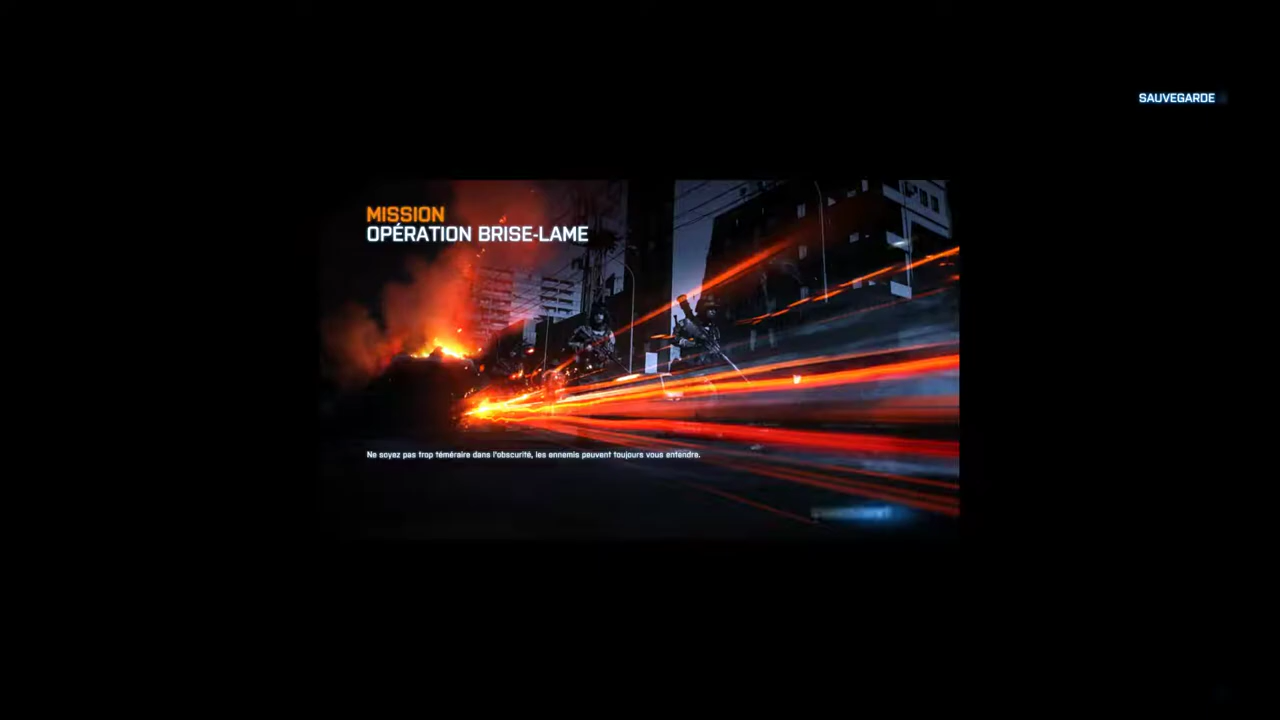 SAUVEGARDE
MISSION
OPÉRATION BRISE-LAME
Ne soyez pas trop téméraire dans l'obscurité, les ennemis peuvent toujours vous entendre.